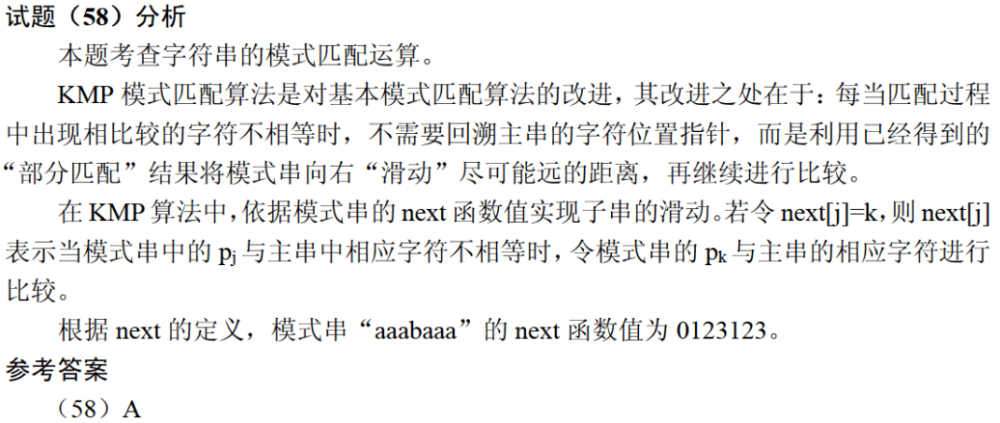 试题（58）分析
本题考查字符串的模式匹配运算。
KMP 模式匹配算法是对基本模式匹配算法的改进，其改进之处在于：每当匹配过程
中出现相比较的字符不相等时，不需要回溯主串的字符位置指针，而是利用已经得到的
“部分匹配”结果将模式串向右“滑动”尽可能远的距离，再继续进行比较。
在 KMP 算法中，依据模式串的 next 函数值实现子串的滑动。若令 next[j]=k，则 next[j]
表示当模式串中的 pj 与主串中相应字符不相等时，令模式串的 pk 与主串的相应字符进行
比较。
根据 next 的定义，模式串“aaabaaa”的 next 函数值为 0123123。
参考答案
（58）A